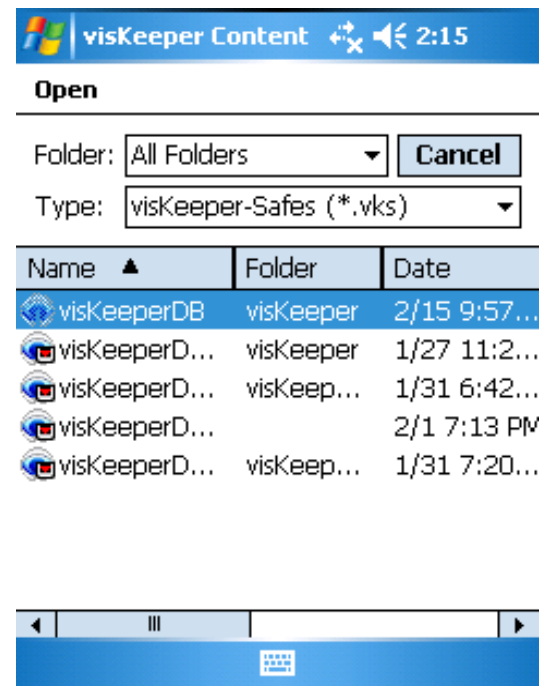 visKeeper Content 2:15
Open
Folder: All Folders Cancel
Type: visKeeper-Safes (*.vks)
Name Folder Date
visKeeperDB visKeeper 2/15 9:57...
visKeeperD... visKeeper 1/27 11:2...
visKeeperD... visKeep... 1/31 6:42...
visKeeperD... 2/1 7:13 PM
visKeeperD... visKeep... 1/31 7:20...